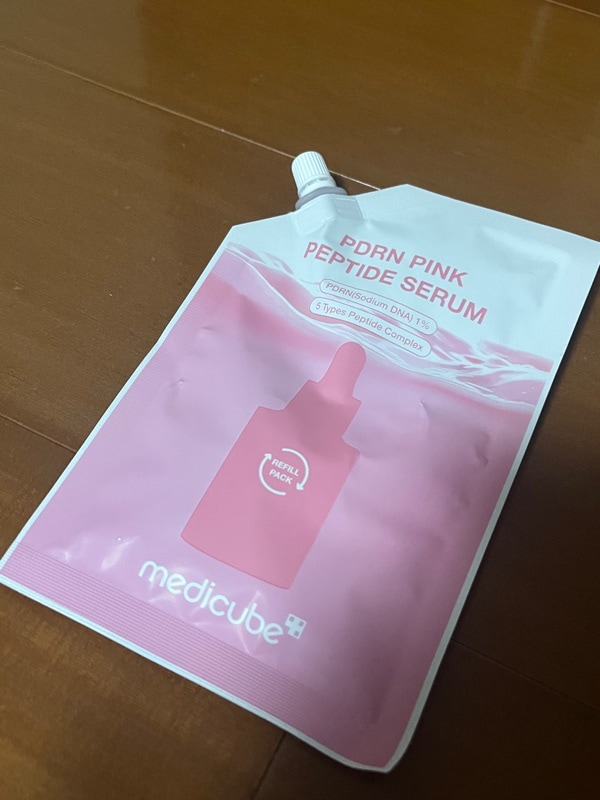 PDRN PINK
PEPTIDE SERUM
PDRN(Sodium DNA) 1%
5 Types Peptide Complex
REFILL
PACK
medicube